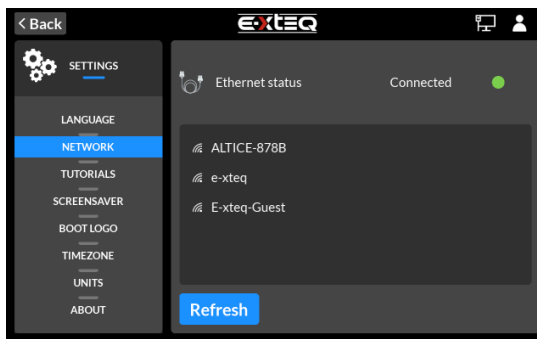 < Back
E-XTEQ
SETTINGS
LANGUAGE
NETWORK
TUTORIALS
SCREENSAVER
BOOT LOGO
TIMEZONE
UNITS
ABOUT
Ethernet status Connected
ALTICE-878B
e-xteq
E-xteq-Guest
Refresh